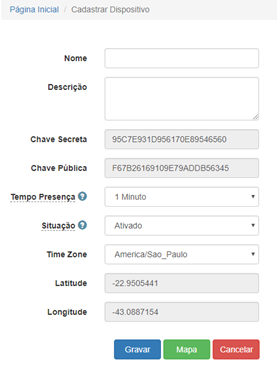 Página Inicial / Cadastrar Dispositivo
Nome
Descrição
Chave Secreta 95C7E931D956170E89546560
Chave Pública F67B26169109E79ADDB56345
Tempo Presença ? 1 Minuto
Situação ? Ativado
Time Zone America/Sao_Paulo
Latitude -22.9505441
Longitude -43.0887154
Gravar Mapa Cancelar